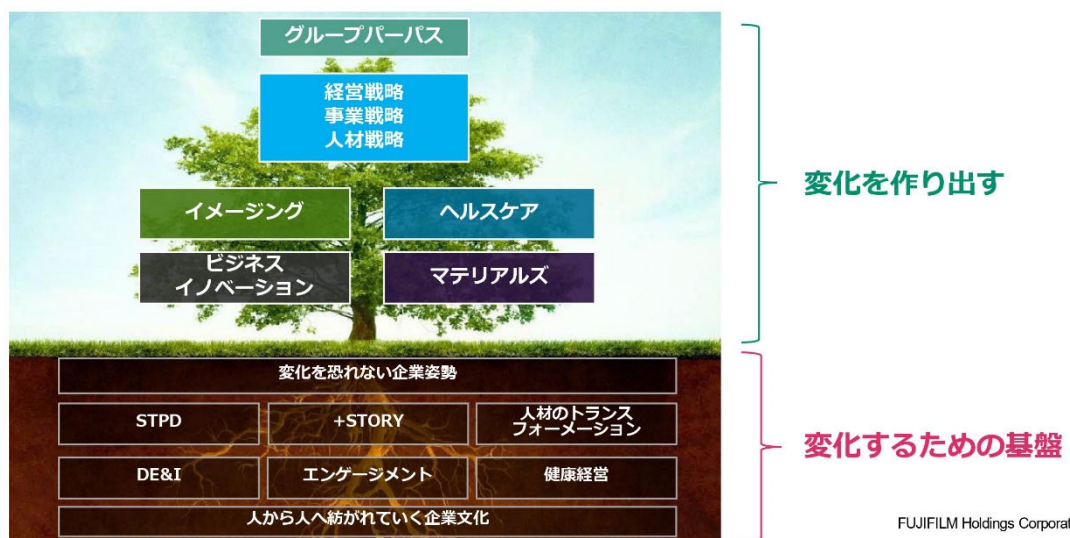 グループパーパス
経営戦略
事業戦略
人材戦略
変化を作り出す
イメージング
ヘルスケア
ビジネス
イノベーション
マテリアルズ
変化を恐れない企業姿勢
STPD
+STORY
人材のトランス
フォーメーション
変化するための基盤
DE&I
エンゲージメント
健康経営
人から人へ紡がれていく企業文化
FUJIFILM Holdings Corporat